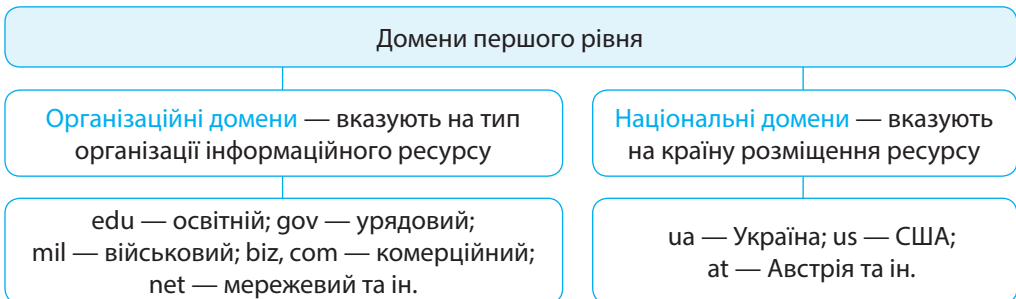 Домени першого рівня
Організаційні домени — вказують на тип
організації інформаційного ресурсу
Національні домени — вказують
на країну розміщення ресурсу
edu — освітній; gov — урядовий;
mil — військовий; biz, com — комерційний;
net — мережевий та ін.
ua — Україна; us — США;
at — Австрія та ін.